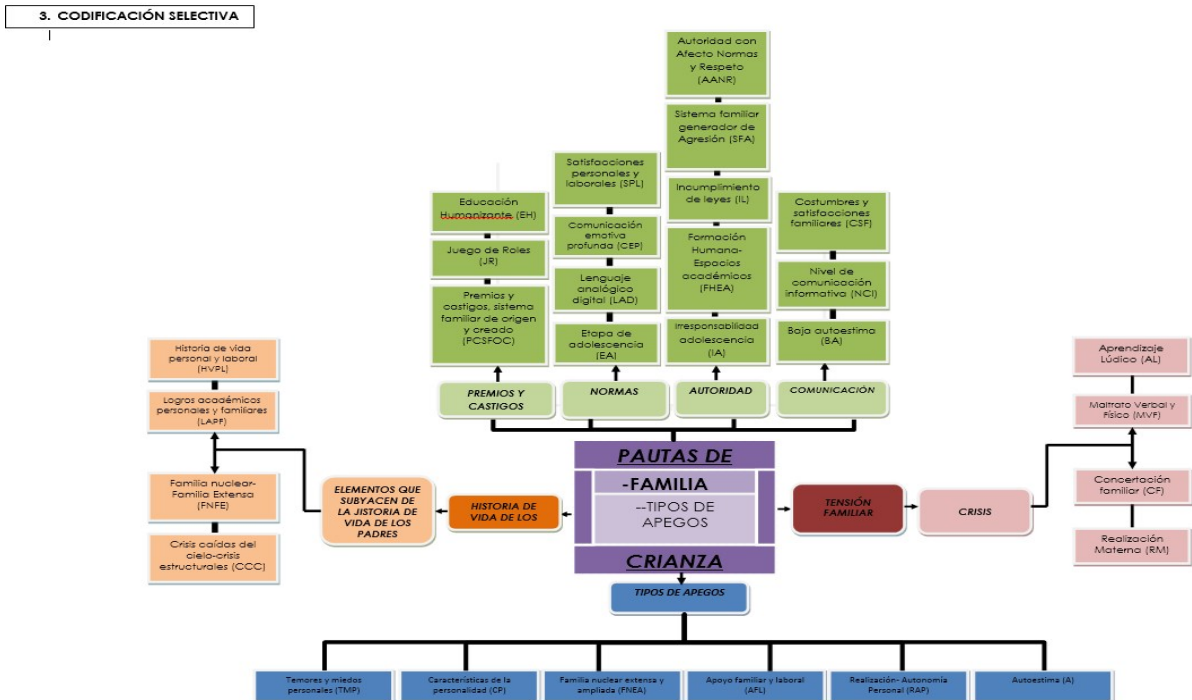 3. CODIFICACIÓN SELECTIVA
Autoridad con
Afecto Normas
y Respeto
(AANR)
Sistema familiar
generador de
Agresión (SFA)
Incumplimiento
de leyes (IL)
Formación
Humana-
Espacios
académicos
(FHEA)
Irresponsabilidad
adolescencia (IA)
Satisfacciones
personales y
laborales (SPL)
Comunicación
emotiva
profunda (CEP)
Lenguaje
analógico
digital (LAD)
Etapa de
adolescencia
(EA)
Educación
Humanizante (EH)
Juego de Roles
(JR)
Premios y
castigos, sistema
familiar de origen
y creado
(PCSFOC)
Costumbres y
satisfacciones
familiares (CSF)
Nivel de
comunicación
informativa (NCI)
Baja autoestima
(BA)
PREMIOS Y
CASTIGOS
NORMAS
AUTORIDAD
COMUNICACIÓN
Historia de vida
personal y laboral
(HVPL)
Logros académicos
personales y familiares
(LAPF)
Familia nuclear-
Familia Extensa
(FNFE)
Crisis caídas del
cielo-crisis
estructurales (CCC)
ELEMENTOS QUE
SUBYACEN DE
LA JISTORIA DE
VIDA DE LOS
PADRES
HISTORIA DE
VIDA DE LOS
PAUTAS DE
-FAMILIA
--TIPOS DE
APEGOS
CRIANZA
TENSIÓN
FAMILIAR
CRISIS
Aprendizaje
Lúdico (AL)
Maltrato Verbal y
Físico (MVF)
Concertación
familiar (CF)
Realización
Materna (RM)
TIPOS DE APEGOS
Temores y miedos
personales (TMP)
Características de la
personalidad (CP)
Familia nuclear extensa y
ampliada (FNEA)
Apoyo familiar y laboral
(AFL)
Realización- Autonomía
Personal (RAP)
Autoestima (A)